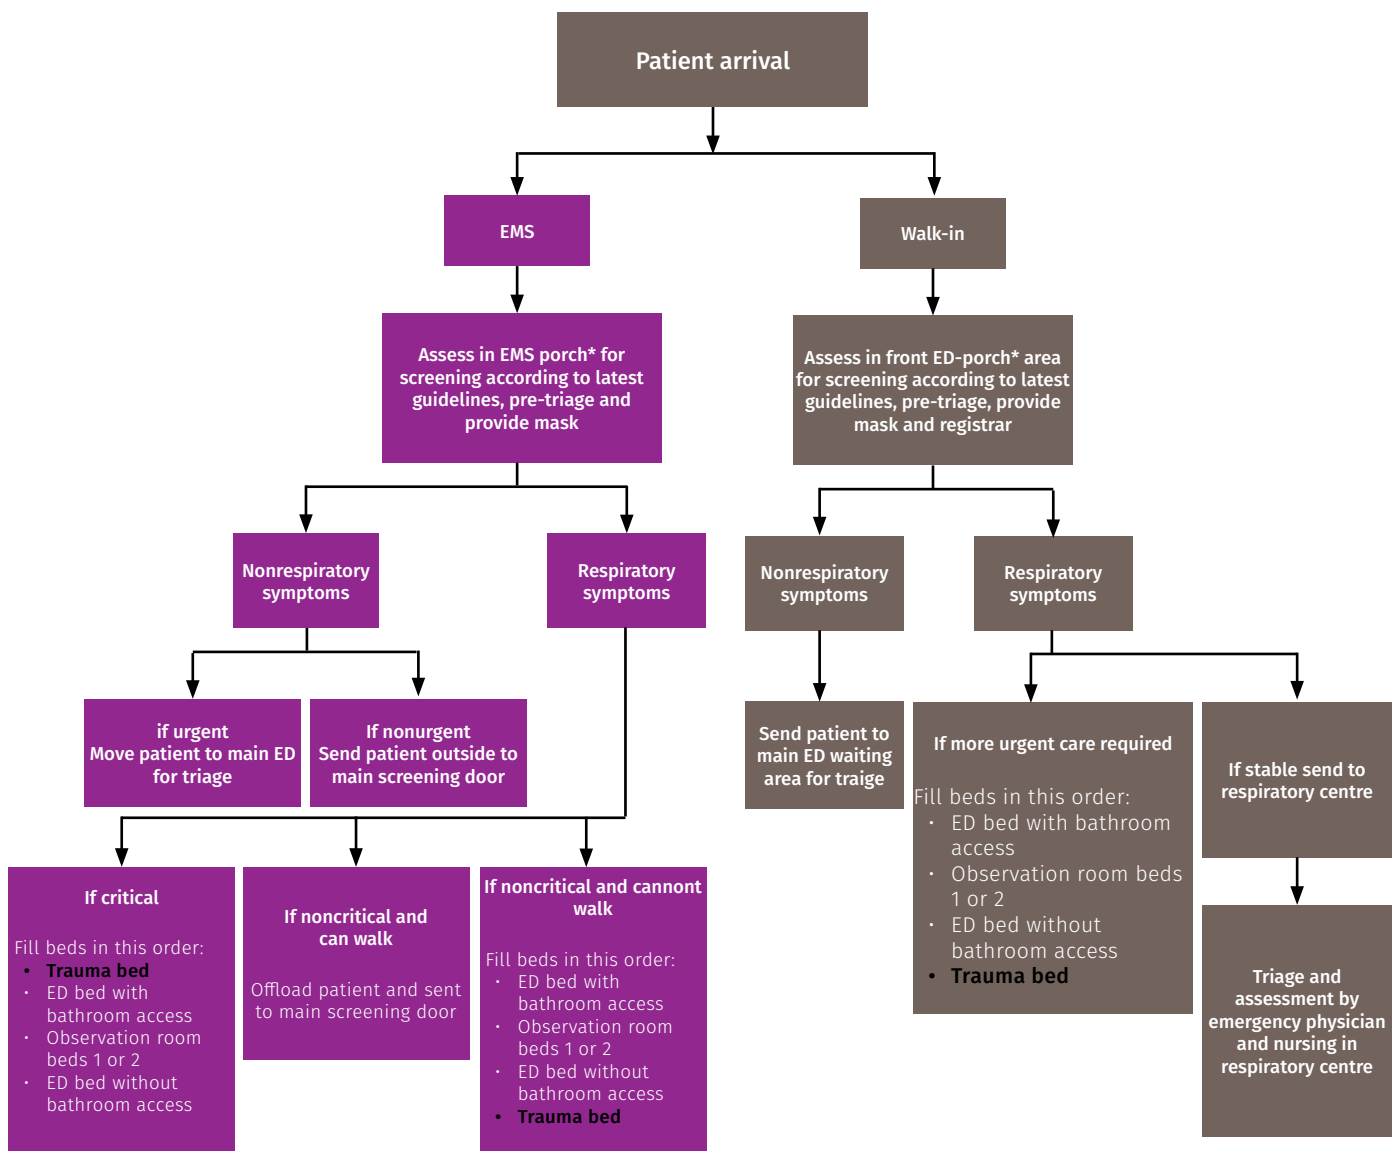 Patient arrival
EMS
Walk-in
Assess in EMS porch* for
screening according to latest
guidelines, pre-triage and
provide mask
Assess in front ED-porch* area
for screening according to latest
guidelines, pre-triage, provide
mask and registrar
Nonrespiratory
symptoms
Respiratory
symptoms
Nonrespiratory
symptoms
Respiratory
symptoms
if urgent
Move patient to main ED
for triage
If nonurgent
Send patient outside to
main screening door
Send patient to
main ED waiting
area for traige
If more urgent care required
Fill beds in this order:
• ED bed with bathroom
access
• Observation room beds
1 or 2
• ED bed without
bathroom access
• Trauma bed
If stable send to
respiratory centre
If critical
Fill beds in this order:
• Trauma bed
• ED bed with
bathroom access
• Observation room
beds 1 or 2
• ED bed without
bathroom access
If noncritical and
can walk
Offload patient and sent
to main screening door
If noncritical and cannont
walk
Fill beds in this order:
• ED bed with
bathroom access
• Observation room
beds 1 or 2
• ED bed without
bathroom access
• Trauma bed
Triage and
assessment by
emergency physician
and nursing in
respiratory centre